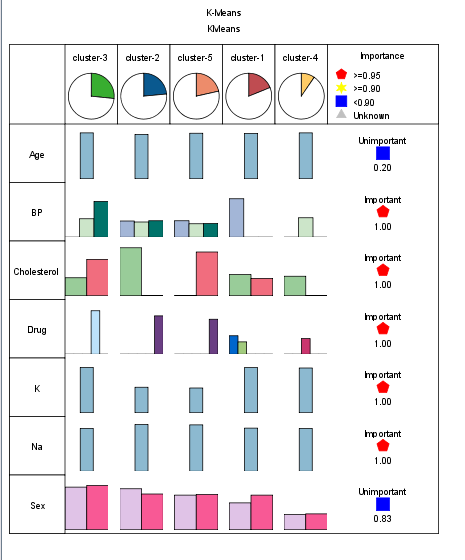 K-Means
KMeans
cluster-3 cluster-2 cluster-5 cluster-1 cluster-4 Importance
>=0.95
>=0.90
<0.90
Unknown
Age Unimportant
0.20
BP Important
1.00
Cholesterol Important
1.00
Drug Important
1.00
K Important
1.00
Na Important
1.00
Sex Unimportant
0.83